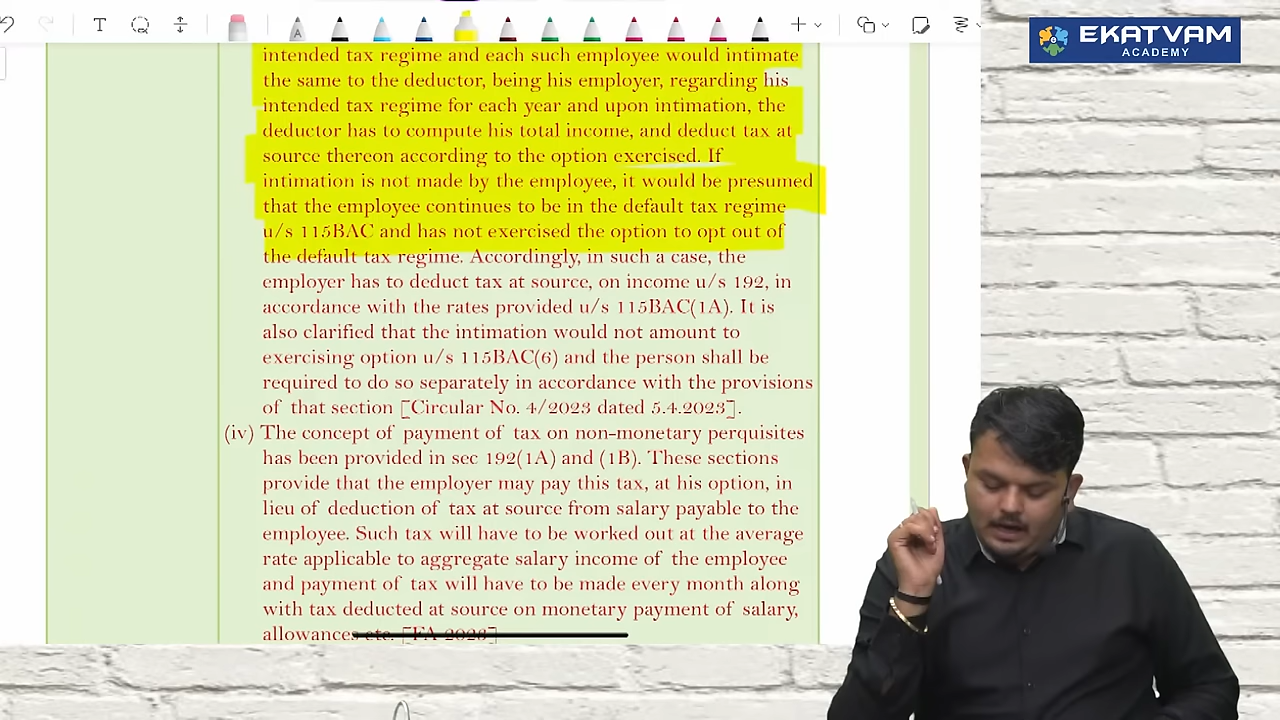 T
A
EKATVAM
ACADEMY
intended tax regime and each such employee would intimate
the same to the deductor, being his employer, regarding his
intended tax regime for each year and upon intimation, the
deductor has to compute his total income, and deduct tax at
source thereon according to the option exercised. If
intimation is not made by the employee, it would be presumed
that the employee continues to be in the default tax regime
u/s 115BAC and has not exercised the option to opt out of
the default tax regime. Accordingly, in such a case, the
employer has to deduct tax at source, on income u/s 192, in
accordance with the rates provided u/s 115BAC(1A). It is
also clarified that the intimation would not amount to
exercising option u/s 115BAC(6) and the person shall be
required to do so separately in accordance with the provisions
of that section [Circular No. 4/2023 dated 5.4.2023].
(iv) The concept of payment of tax on non-monetary perquisites
has been provided in sec 192(1A) and (1B). These sections
provide that the employer may pay this tax, at his option, in
lieu of deduction of tax at source from salary payable to the
employee. Such tax will have to be worked out at the average
rate applicable to aggregate salary income of the employee
and payment of tax will have to be made every month along
with tax deducted at source on monetary payment of salary,
allowances etc.